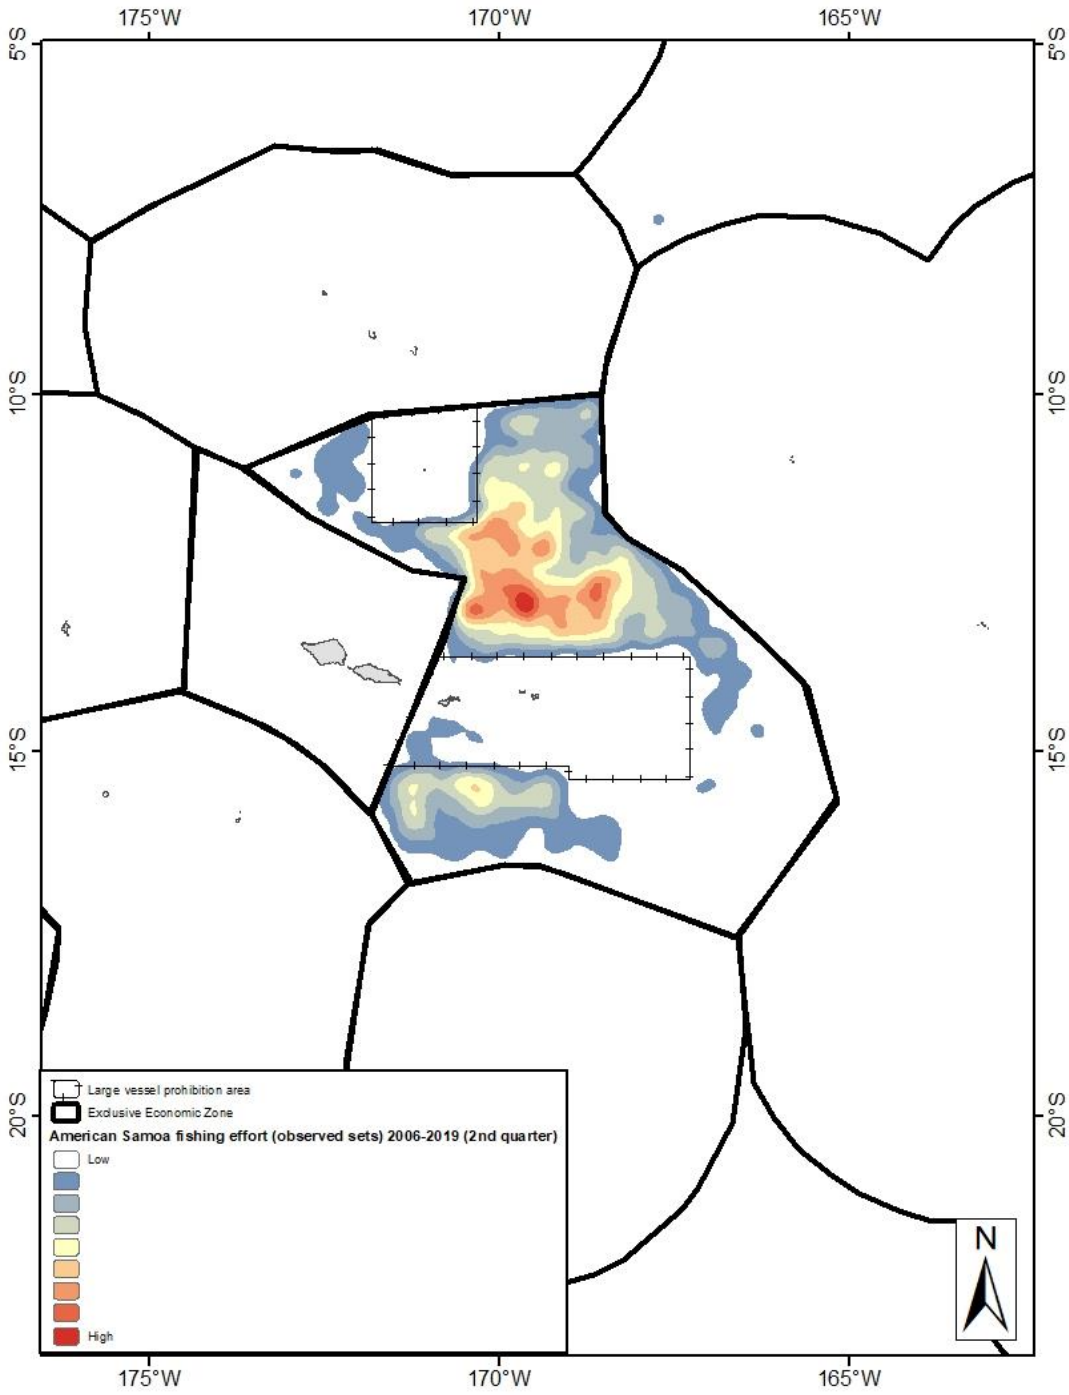 175°W 170°W 165°W
5°S 5°S
10°S 10°S
15°S 15°S
20°S 20°S
Large vessel prohibition area
Exclusive Economic Zone
American Samoa fishing effort (observed sets) 2006-2019 (2nd quarter)
Low
High
N
175°W 170°W 165°W